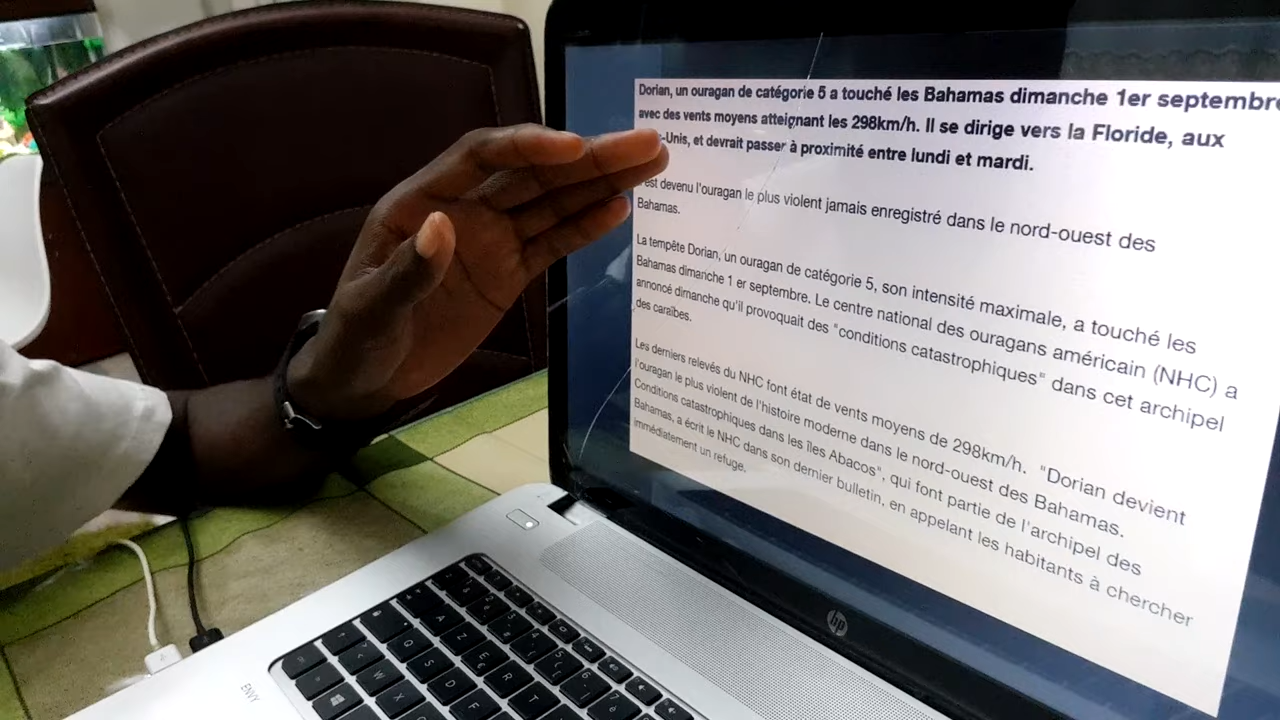 Dorian, un ouragan de catégorie 5 a touché les Bahamas dimanche 1er septembre
avec des vents moyens atteignant les 298km/h. Il se dirige vers la Floride, aux
-Unis, et devrait passer à proximité entre lundi et mardi.
est devenu l'ouragan le plus violent jamais enregistré dans le nord-ouest des
Bahamas.
La tempête Dorian, un ouragan de catégorie 5, son intensité maximale, a touché les
Bahamas dimanche 1 er septembre. Le centre national des ouragans américain (NHC) a
annoncé dimanche qu'il provoquait des "conditions catastrophiques" dans cet archipel
des caraïbes.
Les derniers relevés du NHC font état de vents moyens de 298km/h. "Dorian devient
l'ouragan le plus violent de l'histoire moderne dans le nord-ouest des Bahamas.
Conditions catastrophiques dans les îles Abacos", qui font partie de l'archipel des
Bahamas, a écrit le NHC dans son dernier bulletin, en appelant les habitants à chercher
immédiatement un refuge.
hp
ENVY
A
Z
E
R
T
Q
S
D
F
W
X